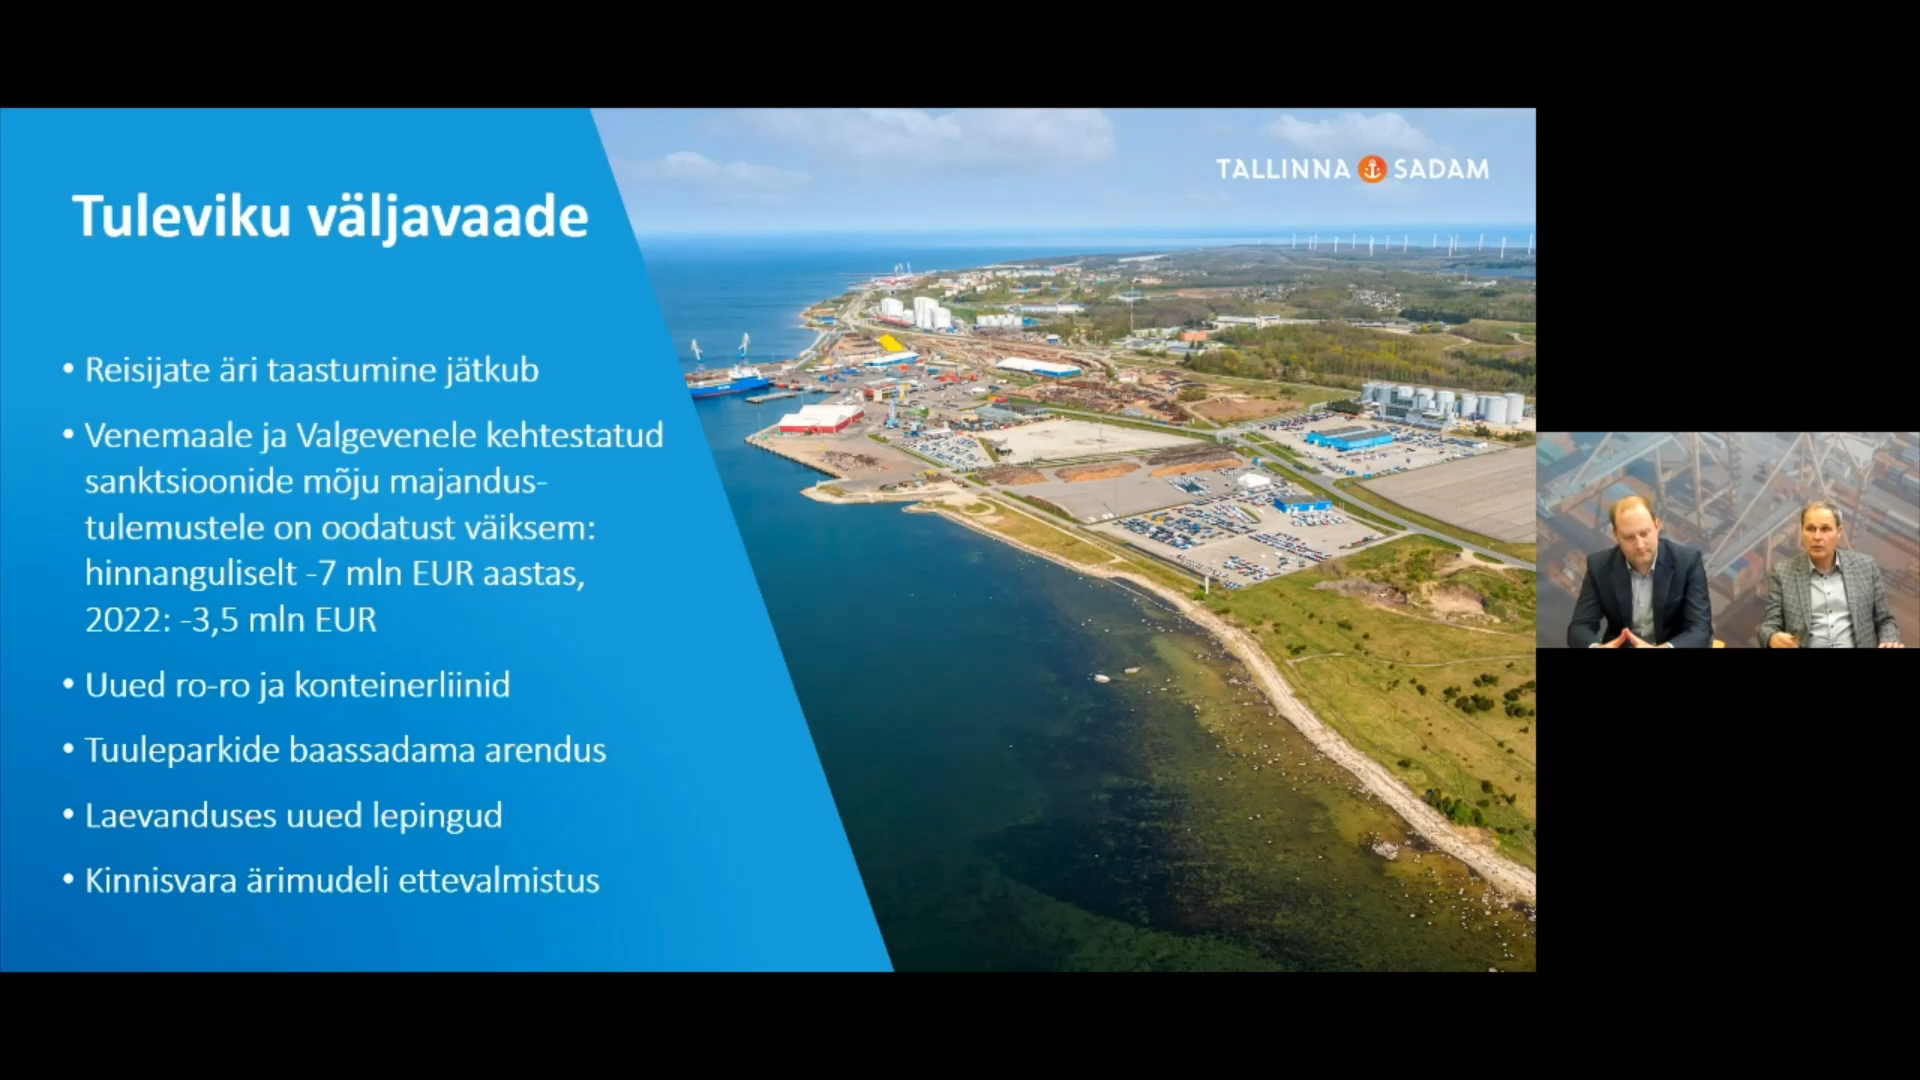 TALLINNA SADAM
Tuleviku väljavaade
• Reisijate äri taastumine jätkub
• Venemaale ja Valgevenele kehtestatud
sanktsioonide mõju majandus-
tulemustele on oodatust väiksem:
hinnanguliselt -7 mln EUR aastas,
2022: -3,5 mln EUR
• Uued ro-ro ja konteinerliinid
• Tuuleparkide baassadama arendus
• Laevanduses uued lepingud
• Kinnisvara ärimudeli ettevalmistus